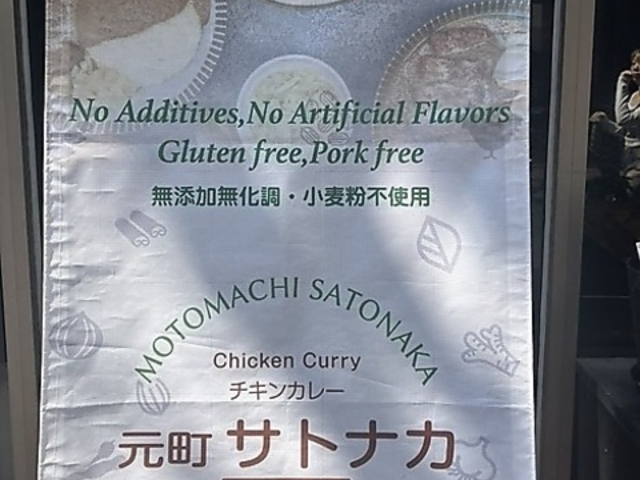 No Additives,No Artificial Flavors
Gluten free,Pork free
無添加無化調・小麦粉不使用
MOTOMACHI SATONAKA
Chicken Curry
チキンカレー
元町 サトナカ